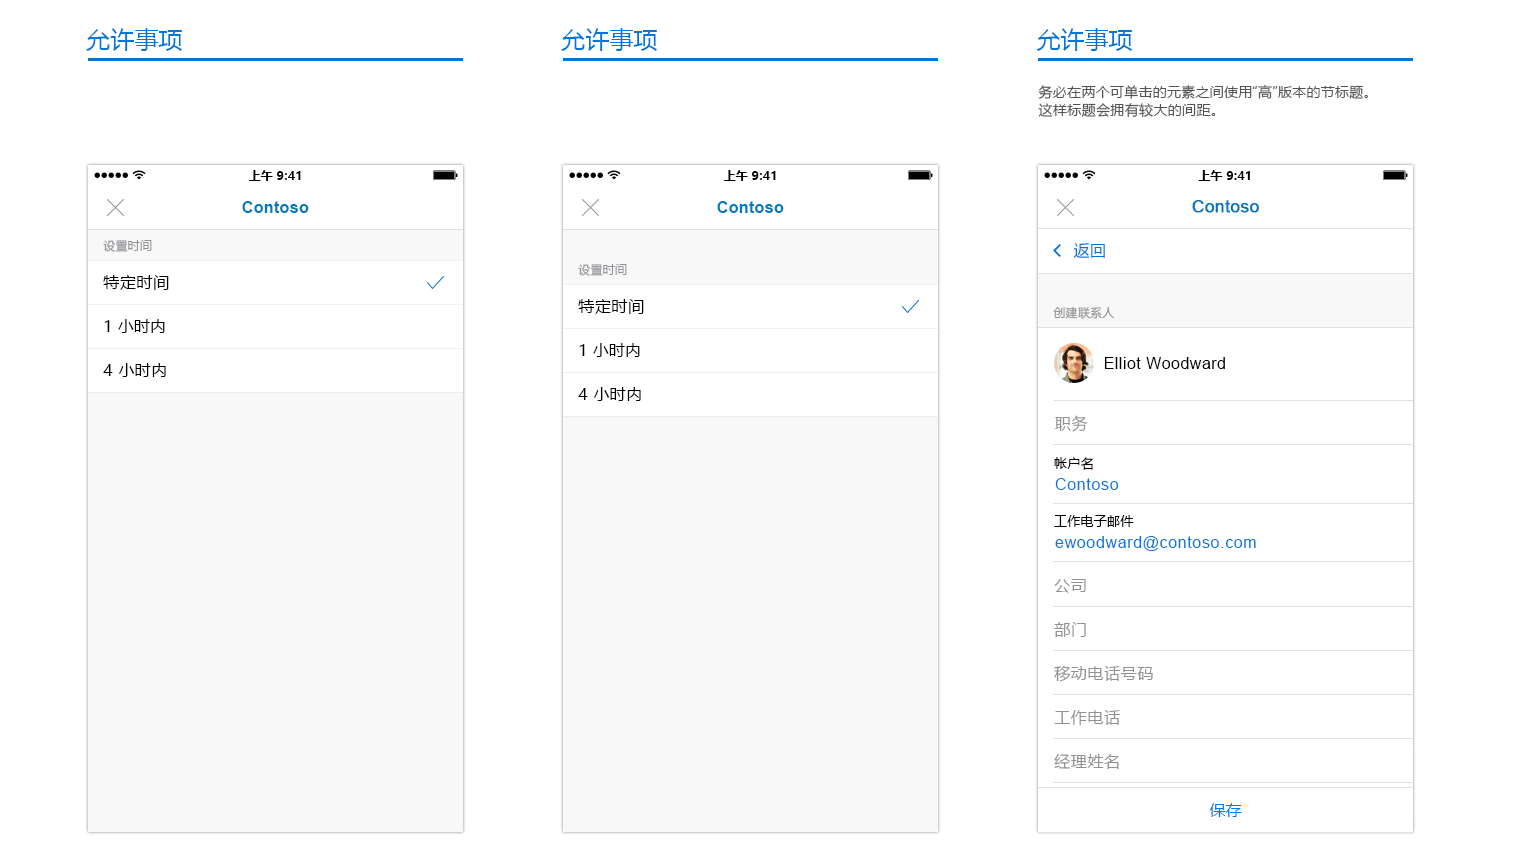 允许事项
上午 9:41
Contoso
设置时间
特定时间
1 小时内
4 小时内
允许事项
上午 9:41
Contoso
设置时间
特定时间
1 小时内
4 小时内
允许事项
务必在两个可单击的元素之间使用“高”版本的节标题。
这样标题会拥有较大的间距。
上午 9:41
Contoso
返回
创建联系人
Elliot Woodward
职务
帐户名
Contoso
工作电子邮件
ewoodward@contoso.com
公司
部门
移动电话号码
工作电话
经理姓名
保存